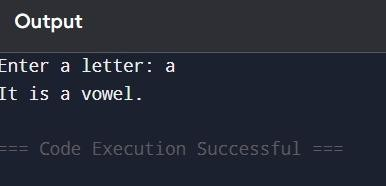 Output
Enter a letter: a
It is a vowel.
=== Code Execution Successful ===